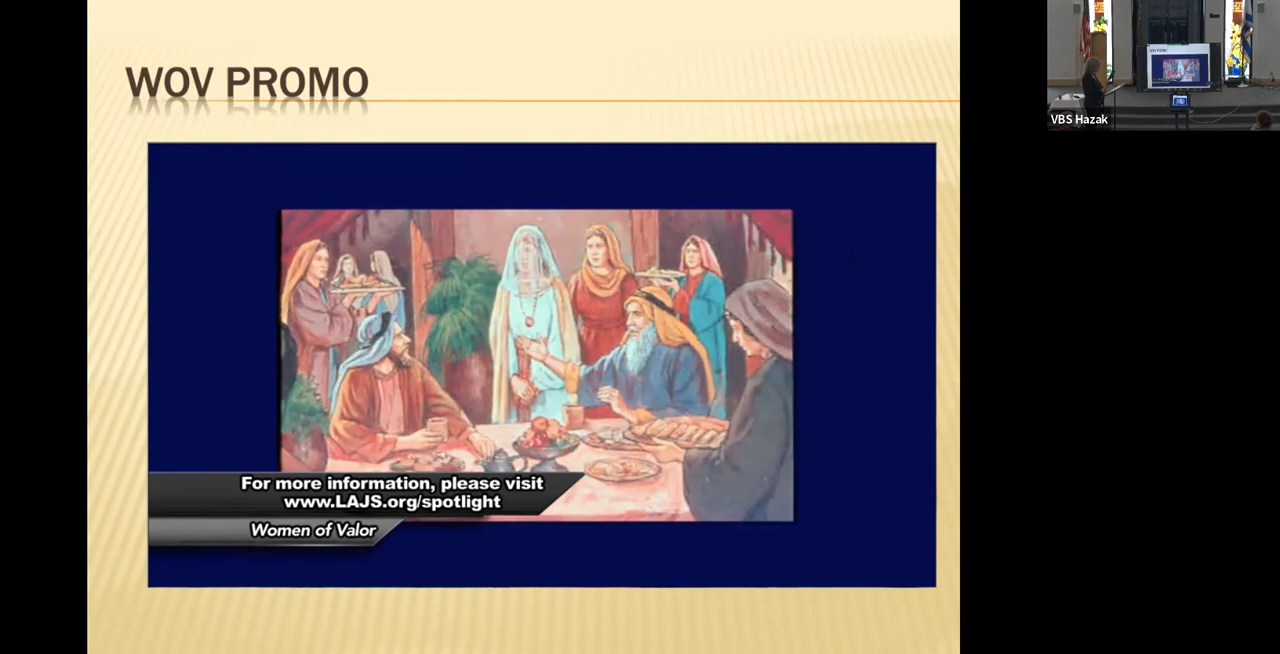 WOV PROMO
For more information, please visit
www.LAJS.org/spotlight
Women of Valor
VBS Hazak